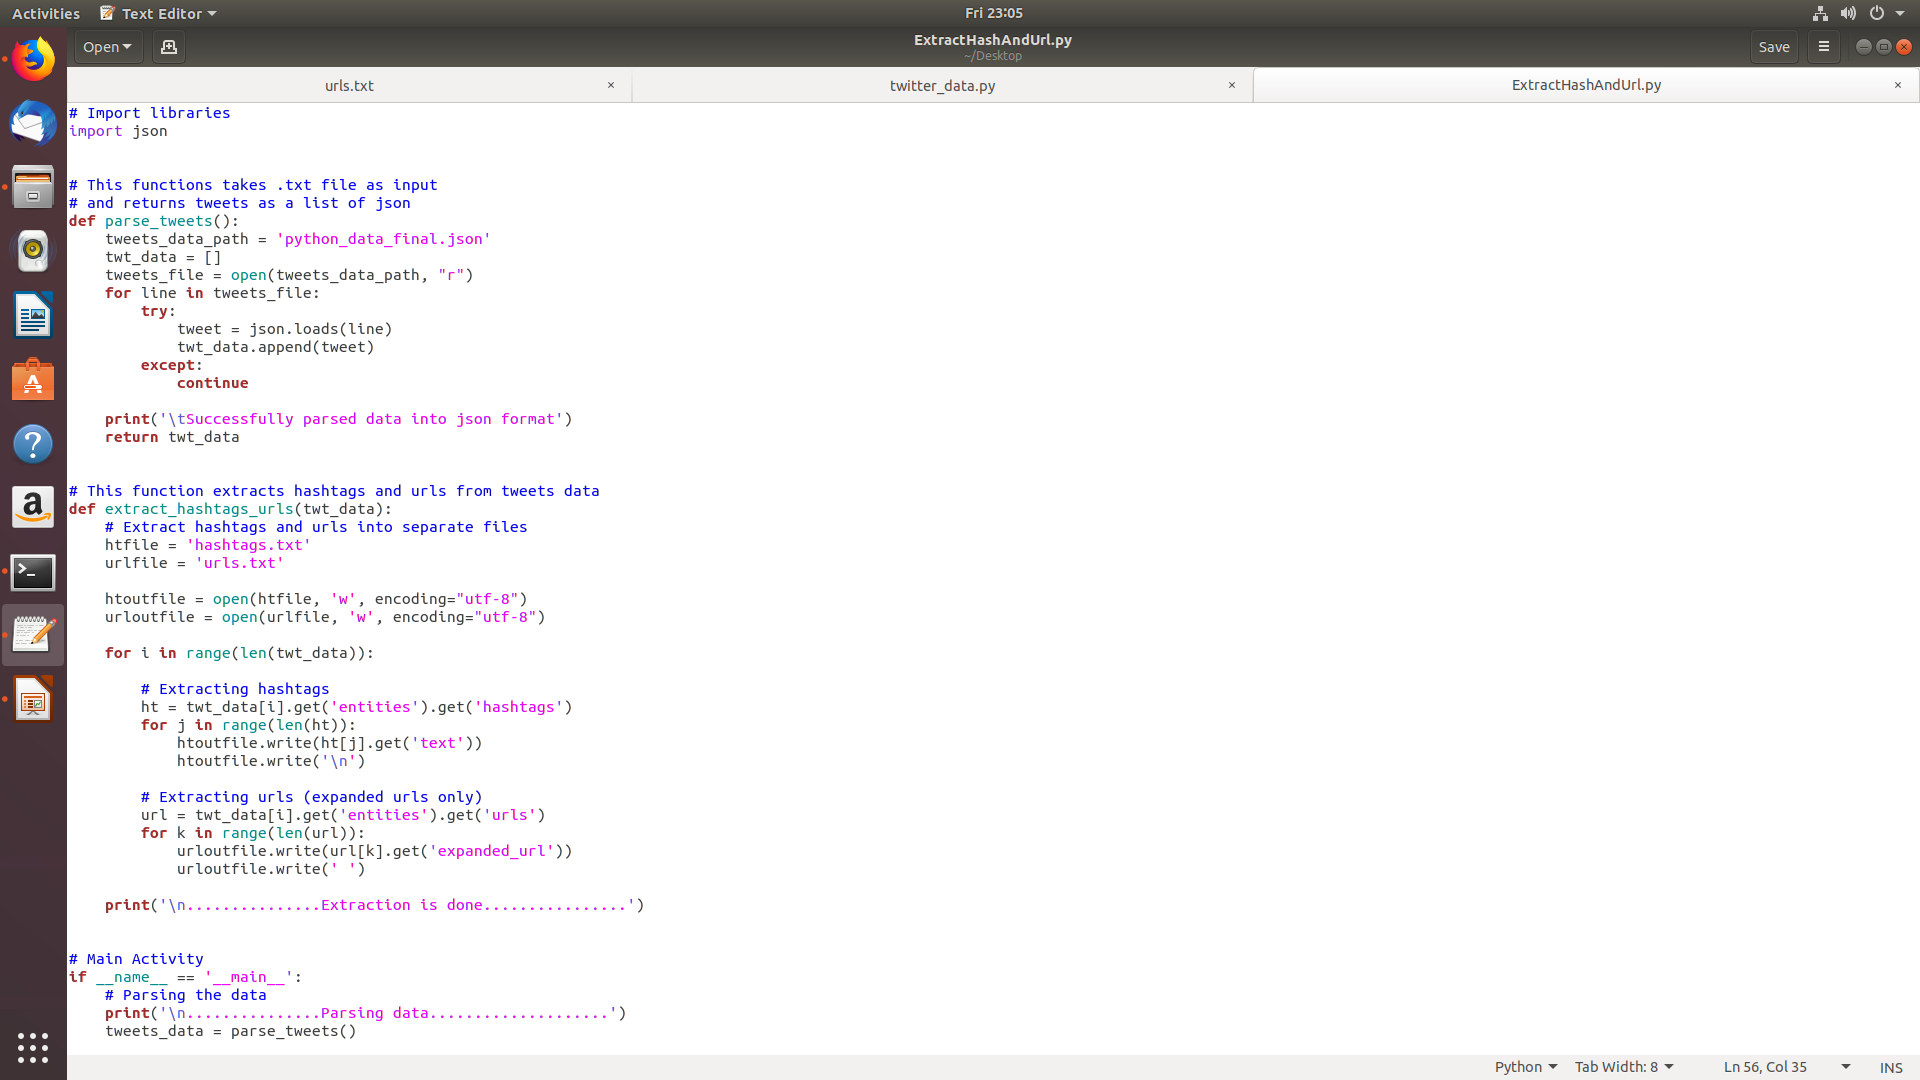 Activities Text Editor Fri 23:05
Open ExtractHashAndUrl.py Save
~/Desktop
urls.txt × twitter_data.py × ExtractHashAndUrl.py ×
# Import libraries
import json
# This functions takes .txt file as input
# and returns tweets as a list of json
def parse_tweets():
    tweets_data_path = 'python_data_final.json'
    twt_data = []
    tweets_file = open(tweets_data_path, "r")
    for line in tweets_file:
        try:
            tweet = json.loads(line)
            twt_data.append(tweet)
        except:
            continue
    print('\tSuccessfully parsed data into json format')
    return twt_data
# This function extracts hashtags and urls from tweets data
def extract_hashtags_urls(twt_data):
    # Extract hashtags and urls into separate files
    htfile = 'hashtags.txt'
    urlfile = 'urls.txt'
    htoutfile = open(htfile, 'w', encoding="utf-8")
    urloutfile = open(urlfile, 'w', encoding="utf-8")
    for i in range(len(twt_data)):
        # Extracting hashtags
        ht = twt_data[i].get('entities').get('hashtags')
        for j in range(len(ht)):
            htoutfile.write(ht[j].get('text'))
            htoutfile.write('\n')
        # Extracting urls (expanded urls only)
        url = twt_data[i].get('entities').get('urls')
        for k in range(len(url)):
            urloutfile.write(url[k].get('expanded_url'))
            urloutfile.write(' ')
    print('\n...............Extraction is done................')
# Main Activity
if __name__ == '__main__':
    # Parsing the data
    print('\n...............Parsing data....................')
    tweets_data = parse_tweets()
Python Tab Width: 8 Ln 56, Col 35 INS